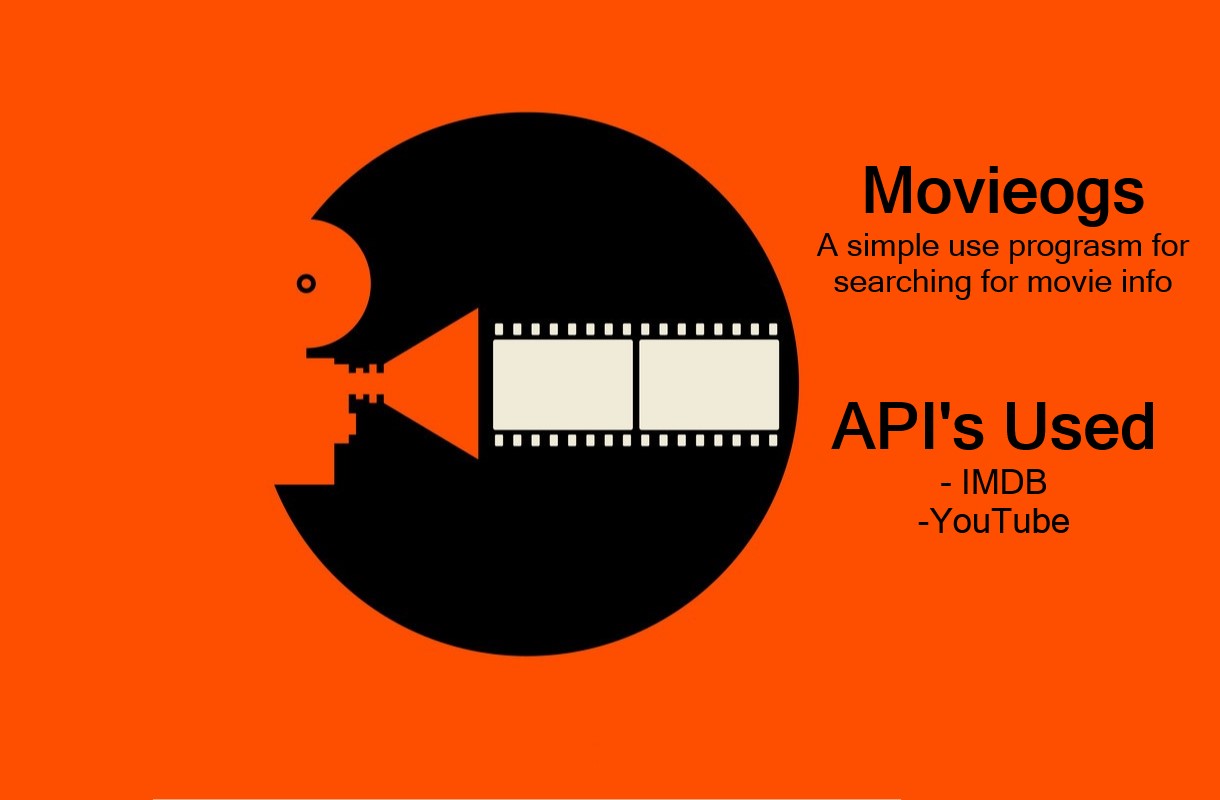 Movieogs
A simple use prograsm for
searching for movie info
API's Used
- IMDB
-YouTube